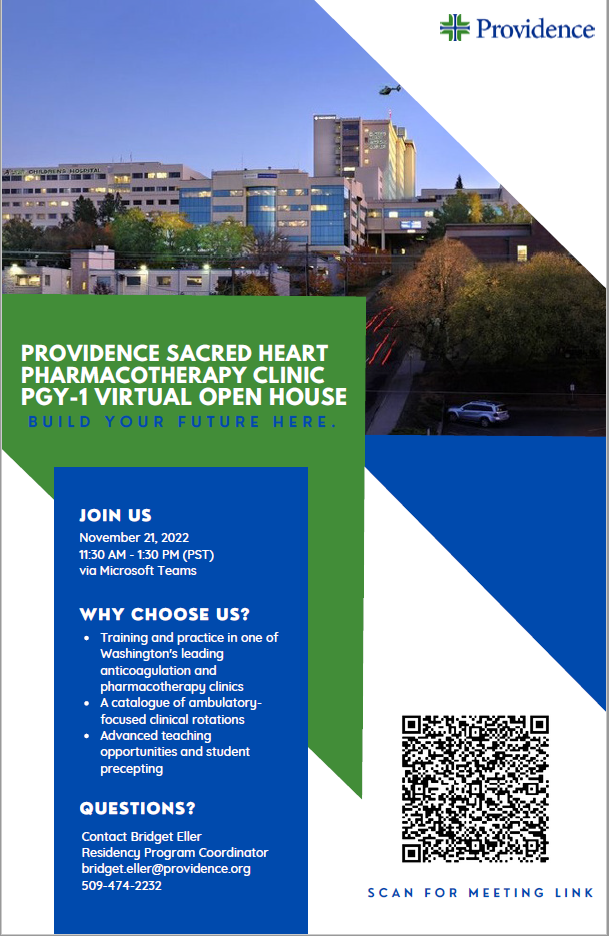 Providence
CHILDREN'S HOSPITAL
PROVIDENCE SACRED HEART
PHARMACOTHERAPY CLINIC
PGY-1 VIRTUAL OPEN HOUSE
BUILD YOUR FUTURE HERE.
JOIN US
November 21, 2022
11:30 AM - 1:30 PM (PST)
via Microsoft Teams
WHY CHOOSE US?
• Training and practice in one of
Washington's leading
anticoagulation and
pharmacotherapy clinics
• A catalogue of ambulatory-
focused clinical rotations
• Advanced teaching
opportunities and student
precepting
QUESTIONS?
Contact Bridget Eller
Residency Program Coordinator
bridget.eller@providence.org
509-474-2232
SCAN FOR MEETING LINK